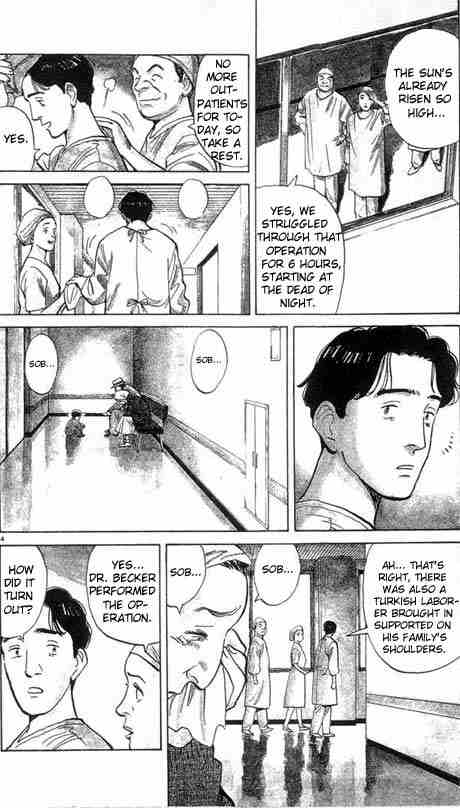 THE SUN'S
ALREADY
RISEN SO
HIGH...
YES, WE
STRUGGLED
THROUGH THAT
OPERATION
FOR 6 HOURS,
STARTING AT
THE DEAD OF
NIGHT.
NO
MORE
OUT-
PATIENTS
FOR TO-
DAY, SO
TAKE A
REST.
YES.
SOB...
SOB...
AH... THAT'S
RIGHT, THERE
WAS ALSO A
TURKISH LABOR-
ER BROUGHT IN
SUPPORTED ON
HIS FAMILY'S
SHOULDERS.
SOB...
SOB...
YES...
DR. BECKER
PERFORMED
THE OP-
ERATION.
HOW
DID IT
TURN
OUT?
4